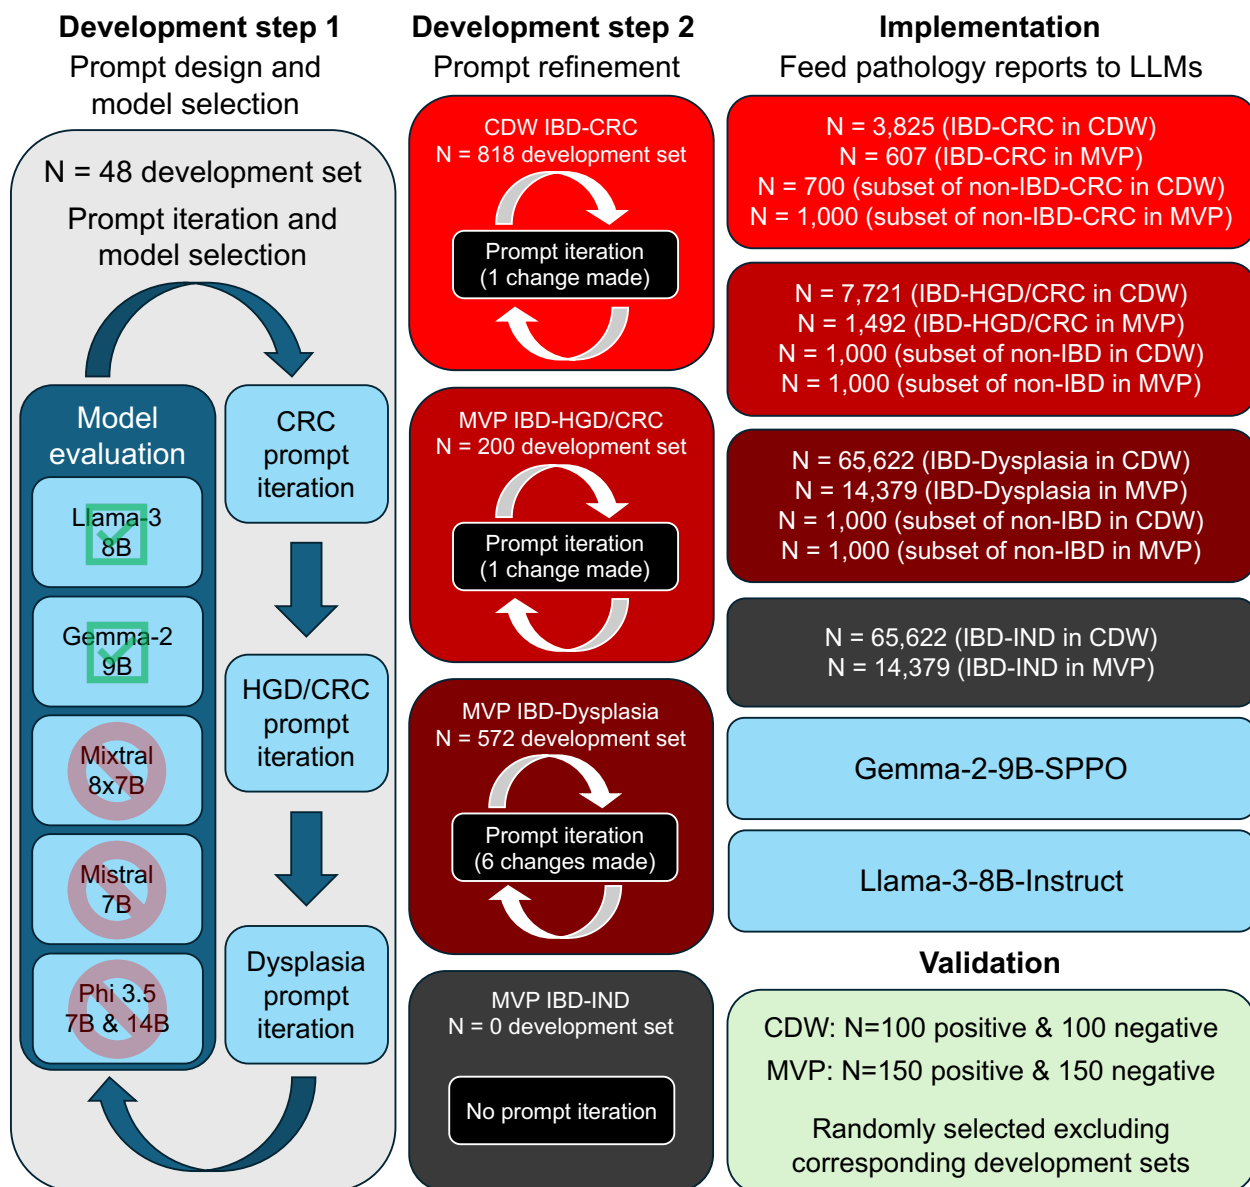 Development step 1
Prompt design and
model selection
N = 48 development set
Prompt iteration and
model selection
Model
evaluation
Llama-3
8B
Gemma-2
9B
Mixtral
8x7B
Mistral
7B
Phi 3.5
7B & 14B
CRC
prompt
iteration
HGD/CRC
prompt
iteration
Dysplasia
prompt
iteration
Development step 2
Prompt refinement
CDW IBD-CRC
N = 818 development set
Prompt iteration
(1 change made)
MVP IBD-HGD/CRC
N = 200 development set
Prompt iteration
(1 change made)
MVP IBD-Dysplasia
N = 572 development set
Prompt iteration
(6 changes made)
MVP IBD-IND
N = 0 development set
No prompt iteration
Implementation
Feed pathology reports to LLMs
N = 3,825 (IBD-CRC in CDW)
N = 607 (IBD-CRC in MVP)
N = 700 (subset of non-IBD-CRC in CDW)
N = 1,000 (subset of non-IBD-CRC in MVP)
N = 7,721 (IBD-HGD/CRC in CDW)
N = 1,492 (IBD-HGD/CRC in MVP)
N = 1,000 (subset of non-IBD in CDW)
N = 1,000 (subset of non-IBD in MVP)
N = 65,622 (IBD-Dysplasia in CDW)
N = 14,379 (IBD-Dysplasia in MVP)
N = 1,000 (subset of non-IBD in CDW)
N = 1,000 (subset of non-IBD in MVP)
N = 65,622 (IBD-IND in CDW)
N = 14,379 (IBD-IND in MVP)
Gemma-2-9B-SPPO
Llama-3-8B-Instruct
Validation
CDW: N=100 positive & 100 negative
MVP: N=150 positive & 150 negative
Randomly selected excluding
corresponding development sets